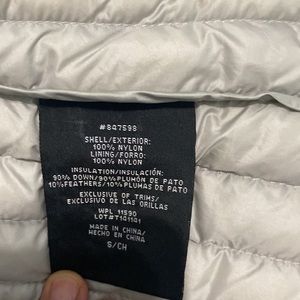 #847598
SHELL/EXTERIOR:
100% NYLON
LINING/FORRO:
100% NYLON
INSULATION/INSULATION:
90% DOWN/90% PLUMÓN DE PATO
10%FEATHERS/10% PLUMAS DE PATO
EXCLUSIVE OF TRIMS/
EXCLUSIVO DE LAS ORILLAS
WPL 11590
MADE IN CHINA/
HECHO EN CHINA
S/CH